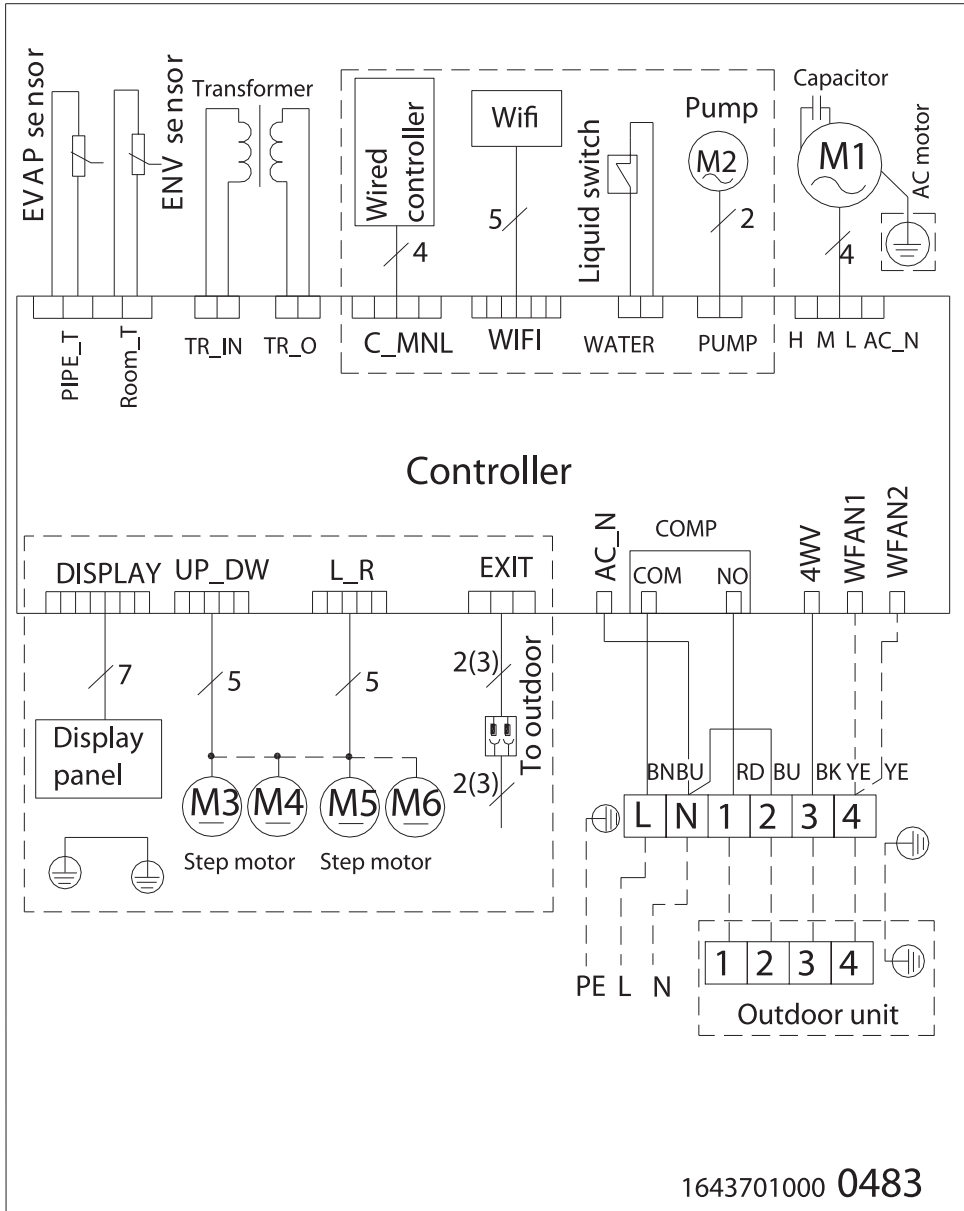 EVAP sensor
ENV sensor
Transformer
Wired
controller
4
Wifi
5
Liquid switch
Pump
M2
2
Capacitor
M1
4
AC motor
PIPE_T
Room_T
TR_IN
TR_O
C_MNL
WIFI
WATER
PUMP
H M L AC_N
Controller
DISPLAY
UP_DW
L_R
EXIT
AC_N
COMP
COM
NO
4WV
WFAN1
WFAN2
7
5
5
2(3)
2(3)
To outdoor
Display
panel
M3
M4
M5
M6
Step motor
Step motor
BN
BU
RD
BU
BK
YE
YE
L N 1 2 3 4
PE L N
1 2 3 4
Outdoor unit
1643701000 0483